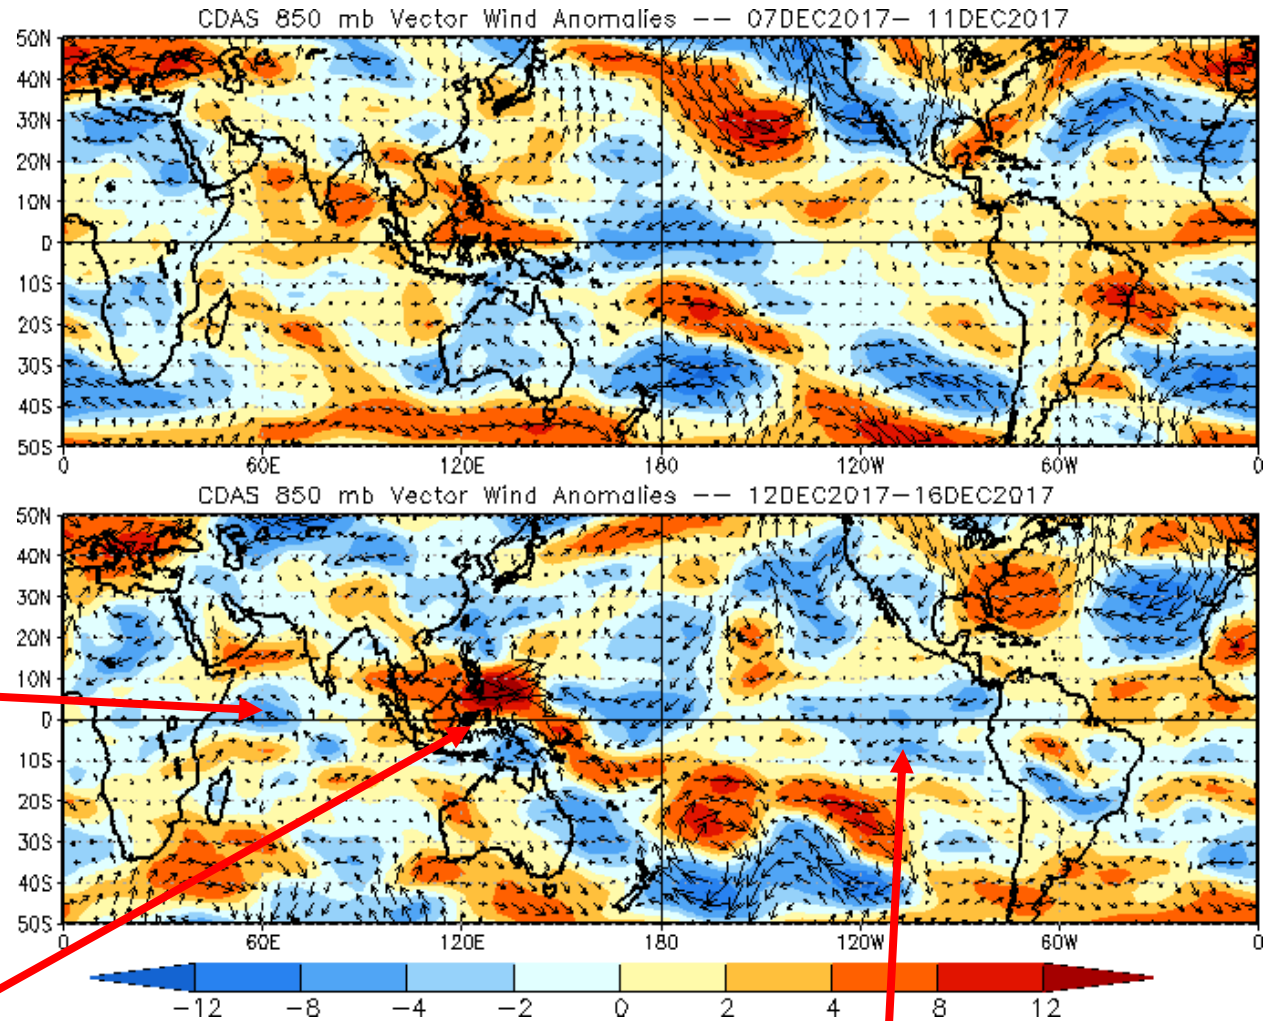 CDAS 850 mb Vector Wind Anomalies -- 07DEC2017- 11DEC2017
50N
40N
30N
20N
10N
0
10S
20S
30S
40S
50S
0 60E 120E 180 120W 60W 0
CDAS 850 mb Vector Wind Anomalies -- 12DEC2017-16DEC2017
50N
40N
30N
20N
10N
0
10S
20S
30S
40S
50S
0 60E 120E 180 120W 60W 0
-12 -8 -4 -2 0 2 4 8 12